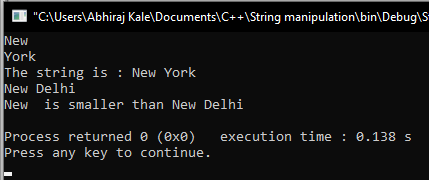 "C:\Users\Abhiraj Kale\Documents\C++\String manipulation\bin\Debug\S
New
York
The string is : New York
New Delhi
New  is smaller than New Delhi
Process returned 0 (0x0)   execution time : 0.138 s
Press any key to continue.